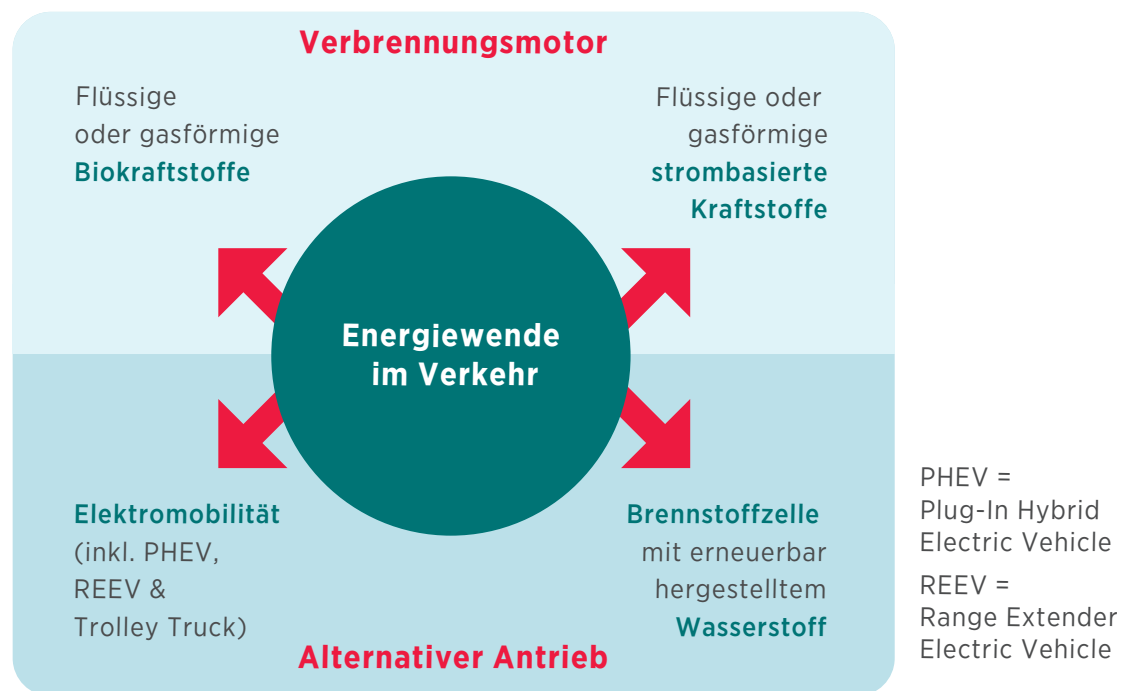 Verbrennungsmotor
Flüssige
oder gasförmige
Biokraftstoffe
Flüssige oder
gasförmige
strombasierte
Kraftstoffe
Energiewende
im Verkehr
Elektromobilität
(inkl. PHEV,
REEV &
Trolley Truck)
Brennstoffzelle
mit erneuerbar
hergestelltem
Wasserstoff
Alternativer Antrieb
PHEV =
Plug-In Hybrid
Electric Vehicle
REEV =
Range Extender
Electric Vehicle